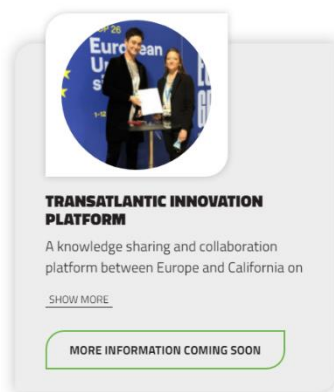 European
TRANSATLANTIC INNOVATION
PLATFORM
A knowledge sharing and collaboration
platform between Europe and California on
SHOW MORE
MORE INFORMATION COMING SOON